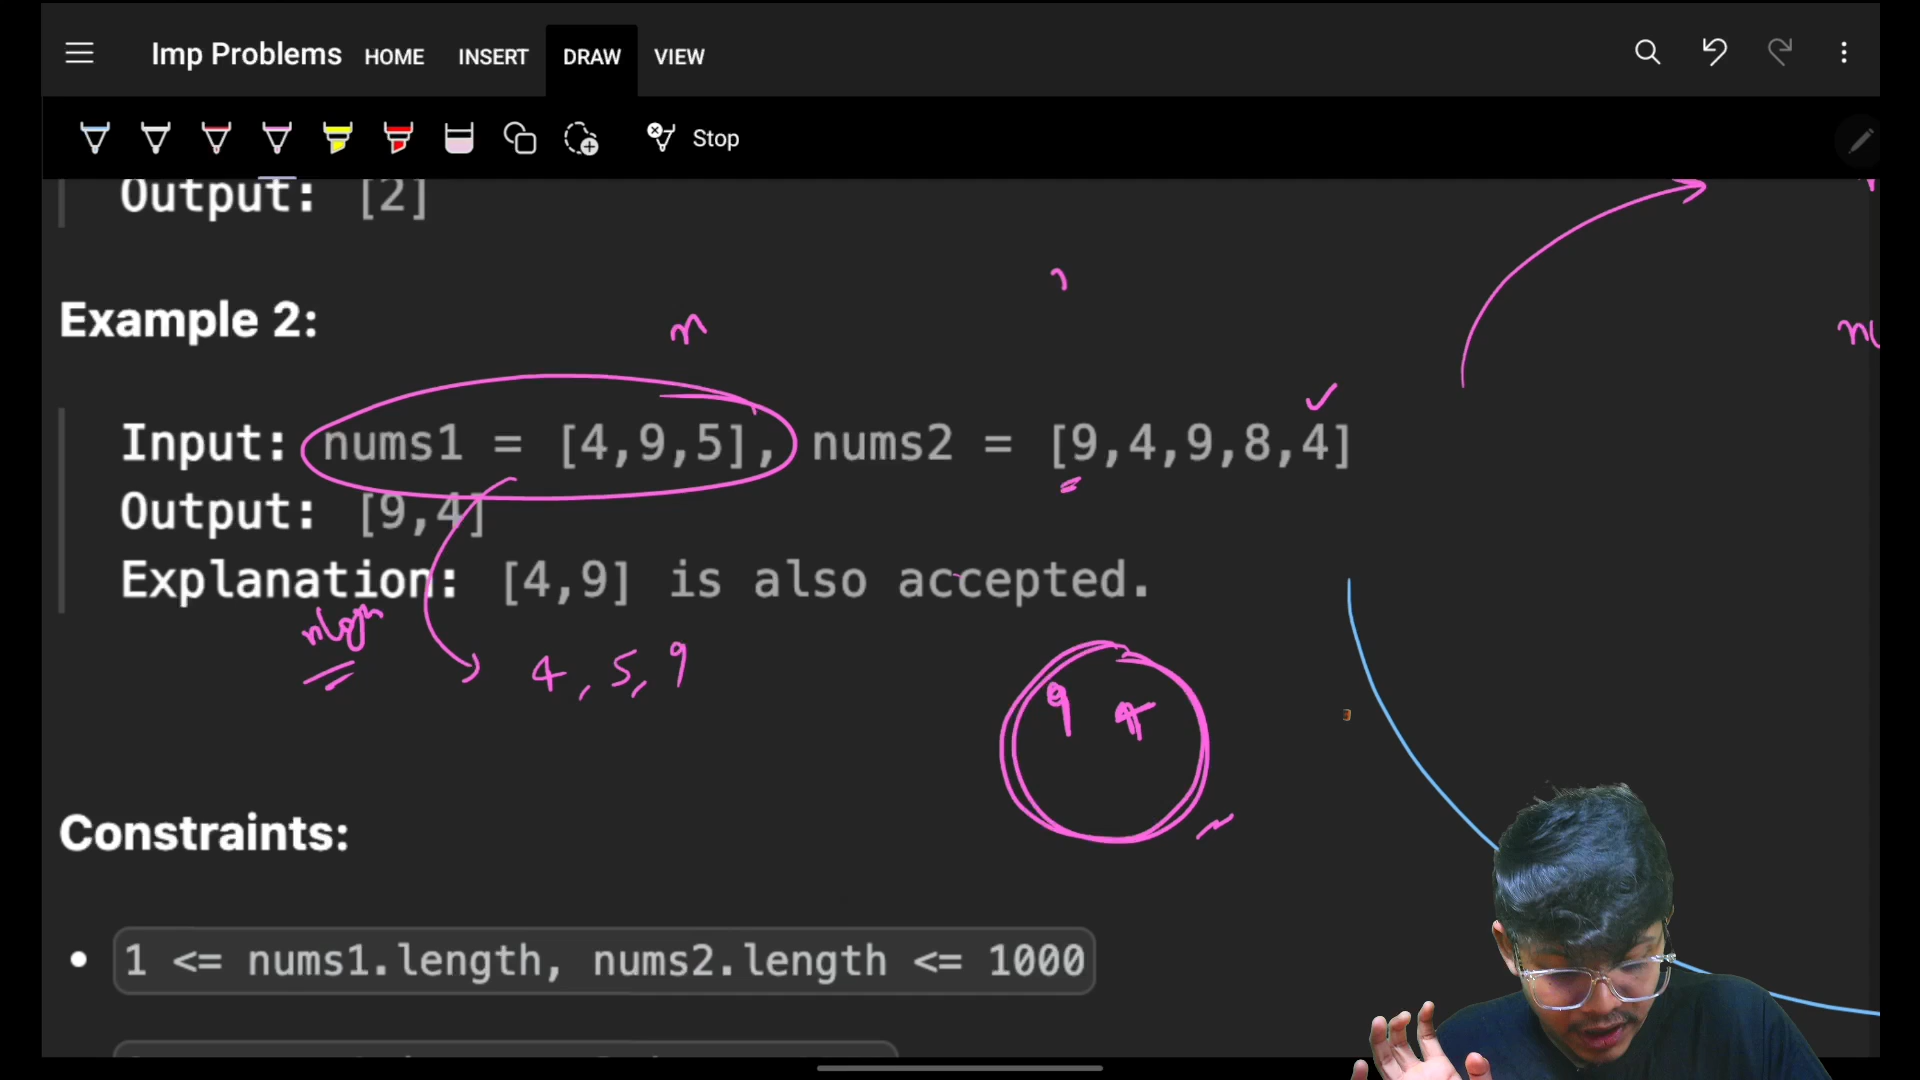 Imp Problems HOME INSERT DRAW VIEW
Stop
Output: [2]
Example 2:
n
Input: nums1 = [4,9,5], nums2 = [9,4,9,8,4]
Output: [9,4]
Explanation: [4,9] is also accepted.
nlogn
4, 5, 9
9 4
Constraints:
• 1 <= nums1.length, nums2.length <= 1000